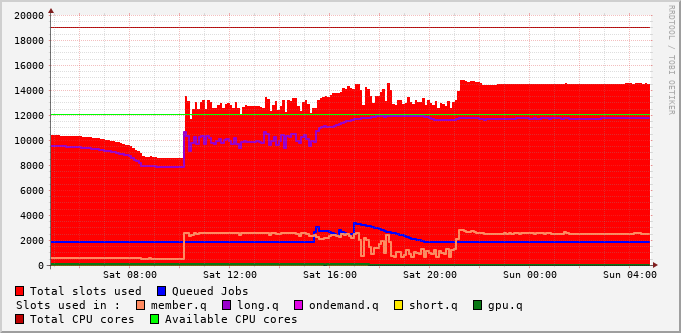 20000
18000
16000
14000
12000
10000
8000
6000
4000
2000
0
Sat 08:00 Sat 12:00 Sat 16:00 Sat 20:00 Sun 00:00 Sun 04:00
RRDTOOL / TOBI OETIKER
Total slots used Queued Jobs
Slots used in : member.q long.q ondemand.q short.q gpu.q
Total CPU cores Available CPU cores